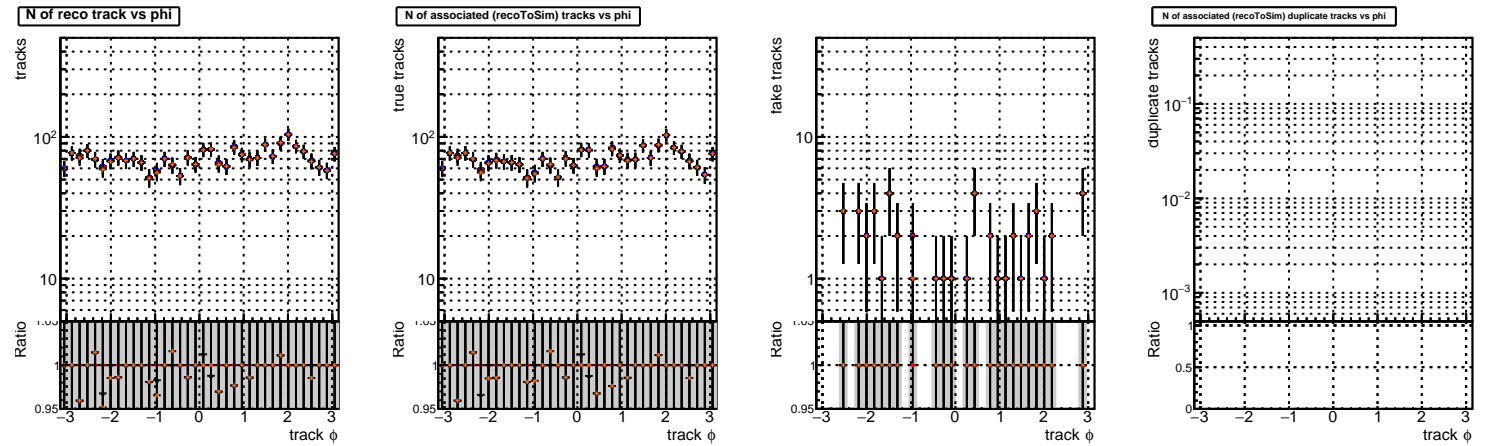 N of reco track vs phi
tracks
10²
10
Ratio
1
0.95
−3 −2 −1 0 1 2 3
track ϕ
N of associated (recoToSim) tracks vs phi
true tracks
10²
10
Ratio
1
0.95
−3 −2 −1 0 1 2 3
track ϕ
fake tracks
10
1
Ratio
1
0.95
−3 −2 −1 0 1 2 3
track ϕ
N of associated (recoToSim) duplicate tracks vs phi
duplicate tracks
10⁻¹
10⁻²
10⁻³
Ratio
1
0.5
0
−3 −2 −1 0 1 2 3
track ϕ